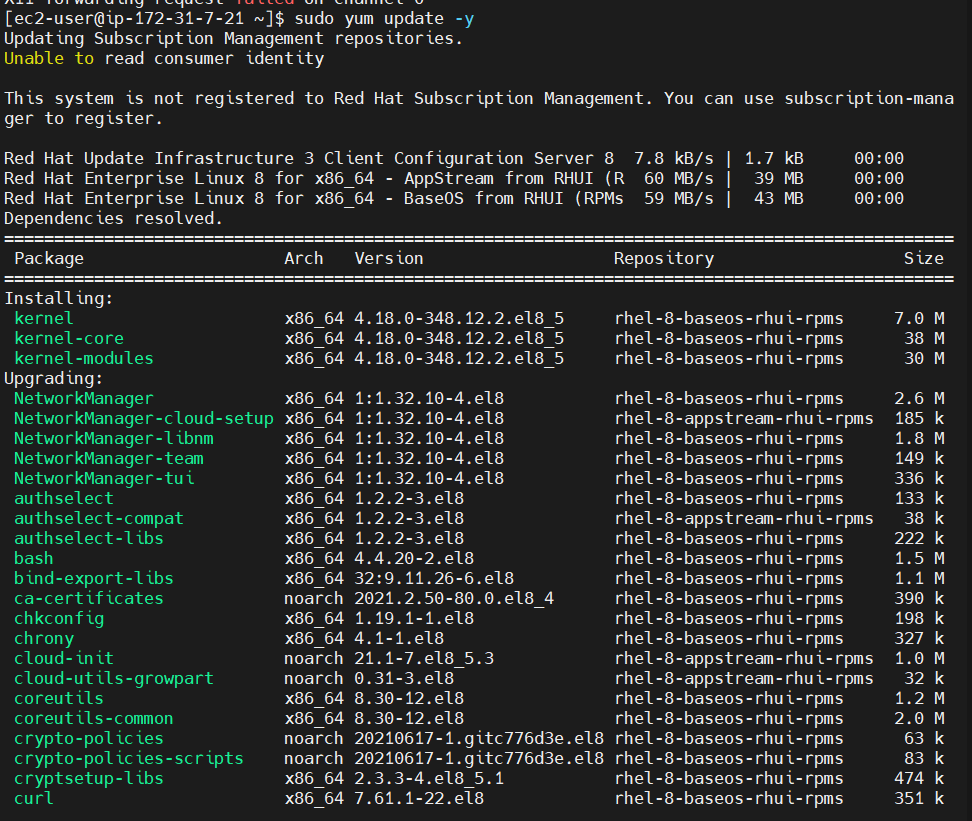 X11 forwarding request failed on channel 0
[ec2-user@ip-172-31-7-21 ~]$ sudo yum update -y
Updating Subscription Management repositories.
Unable to read consumer identity
This system is not registered to Red Hat Subscription Management. You can use subscription-mana
ger to register.
Red Hat Update Infrastructure 3 Client Configuration Server 8  7.8 kB/s | 1.7 kB     00:00
Red Hat Enterprise Linux 8 for x86_64 - AppStream from RHUI (R  60 MB/s |  39 MB     00:00
Red Hat Enterprise Linux 8 for x86_64 - BaseOS from RHUI (RPMs  59 MB/s |  43 MB     00:00
Dependencies resolved.
===============================================================================================
 Package                    Arch   Version                   Repository                   Size
===============================================================================================
Installing:
 kernel                     x86_64 4.18.0-348.12.2.el8_5     rhel-8-baseos-rhui-rpms     7.0 M
 kernel-core                x86_64 4.18.0-348.12.2.el8_5     rhel-8-baseos-rhui-rpms      38 M
 kernel-modules             x86_64 4.18.0-348.12.2.el8_5     rhel-8-baseos-rhui-rpms      30 M
Upgrading:
 NetworkManager             x86_64 1:1.32.10-4.el8           rhel-8-baseos-rhui-rpms     2.6 M
 NetworkManager-cloud-setup x86_64 1:1.32.10-4.el8           rhel-8-appstream-rhui-rpms  185 k
 NetworkManager-libnm       x86_64 1:1.32.10-4.el8           rhel-8-baseos-rhui-rpms     1.8 M
 NetworkManager-team        x86_64 1:1.32.10-4.el8           rhel-8-baseos-rhui-rpms     149 k
 NetworkManager-tui         x86_64 1:1.32.10-4.el8           rhel-8-baseos-rhui-rpms     336 k
 authselect                 x86_64 1.2.2-3.el8               rhel-8-baseos-rhui-rpms     133 k
 authselect-compat          x86_64 1.2.2-3.el8               rhel-8-appstream-rhui-rpms   38 k
 authselect-libs            x86_64 1.2.2-3.el8               rhel-8-baseos-rhui-rpms     222 k
 bash                       x86_64 4.4.20-2.el8              rhel-8-baseos-rhui-rpms     1.5 M
 bind-export-libs           x86_64 32:9.11.26-6.el8          rhel-8-baseos-rhui-rpms     1.1 M
 ca-certificates            noarch 2021.2.50-80.0.el8_4      rhel-8-baseos-rhui-rpms     390 k
 chkconfig                  x86_64 1.19.1-1.el8              rhel-8-baseos-rhui-rpms     198 k
 chrony                     x86_64 4.1-1.el8                 rhel-8-baseos-rhui-rpms     327 k
 cloud-init                 noarch 21.1-7.el8_5.3            rhel-8-appstream-rhui-rpms  1.0 M
 cloud-utils-growpart       noarch 0.31-3.el8                rhel-8-appstream-rhui-rpms   32 k
 coreutils                  x86_64 8.30-12.el8               rhel-8-baseos-rhui-rpms     1.2 M
 coreutils-common           x86_64 8.30-12.el8               rhel-8-baseos-rhui-rpms     2.0 M
 crypto-policies            noarch 20210617-1.gitc776d3e.el8 rhel-8-baseos-rhui-rpms      63 k
 crypto-policies-scripts    noarch 20210617-1.gitc776d3e.el8 rhel-8-baseos-rhui-rpms      83 k
 cryptsetup-libs            x86_64 2.3.3-4.el8_5.1           rhel-8-baseos-rhui-rpms     474 k
 curl                       x86_64 7.61.1-22.el8             rhel-8-baseos-rhui-rpms     351 k